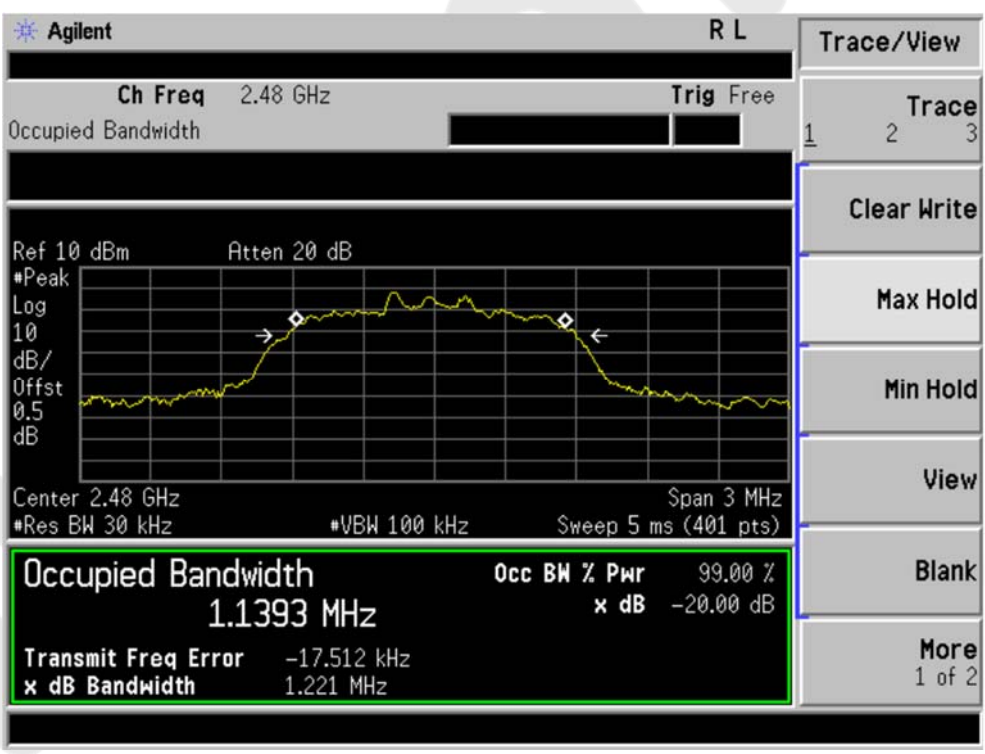 Agilent R L
Trace/View
Ch Freq 2.48 GHz Trig Free
Occupied Bandwidth
Trace
1 2 3
Clear Write
Max Hold
Min Hold
View
Blank
More
1 of 2
Ref 10 dBm Atten 20 dB
#Peak
Log
10
dB/
Offst
0.5
dB
Center 2.48 GHz Span 3 MHz
#Res BW 30 kHz #VBW 100 kHz Sweep 5 ms (401 pts)
Occupied Bandwidth Occ BW % Pwr 99.00 %
1.1393 MHz x dB -20.00 dB
Transmit Freq Error -17.512 kHz
x dB Bandwidth 1.221 MHz